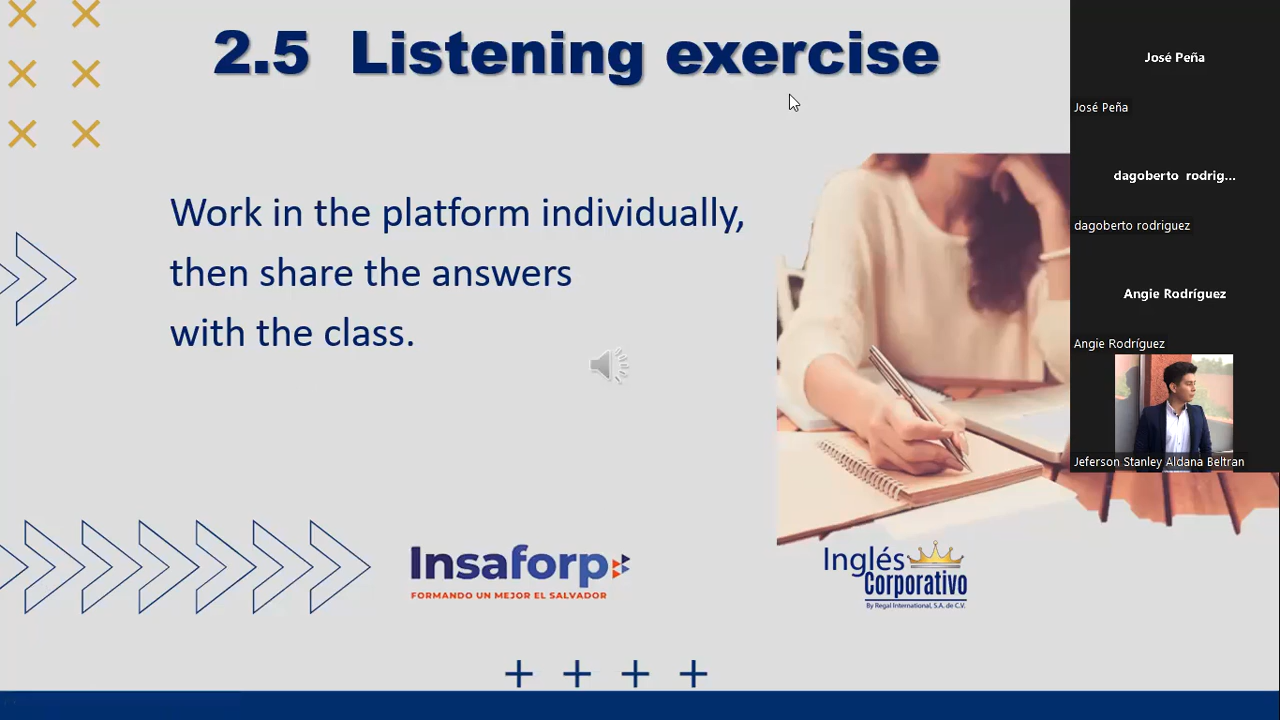 2.5 Listening exercise
Work in the platform individually,
then share the answers
with the class.
Insaforp
FORMANDO UN MEJOR EL SALVADOR
Inglés
Corporativo
By Regal International, S.A. de C.V.
José Peña
José Peña
dagoberto rodrig...
dagoberto rodriguez
Angie Rodríguez
Angie Rodríguez
Jeferson Stanley Aldana Beltran